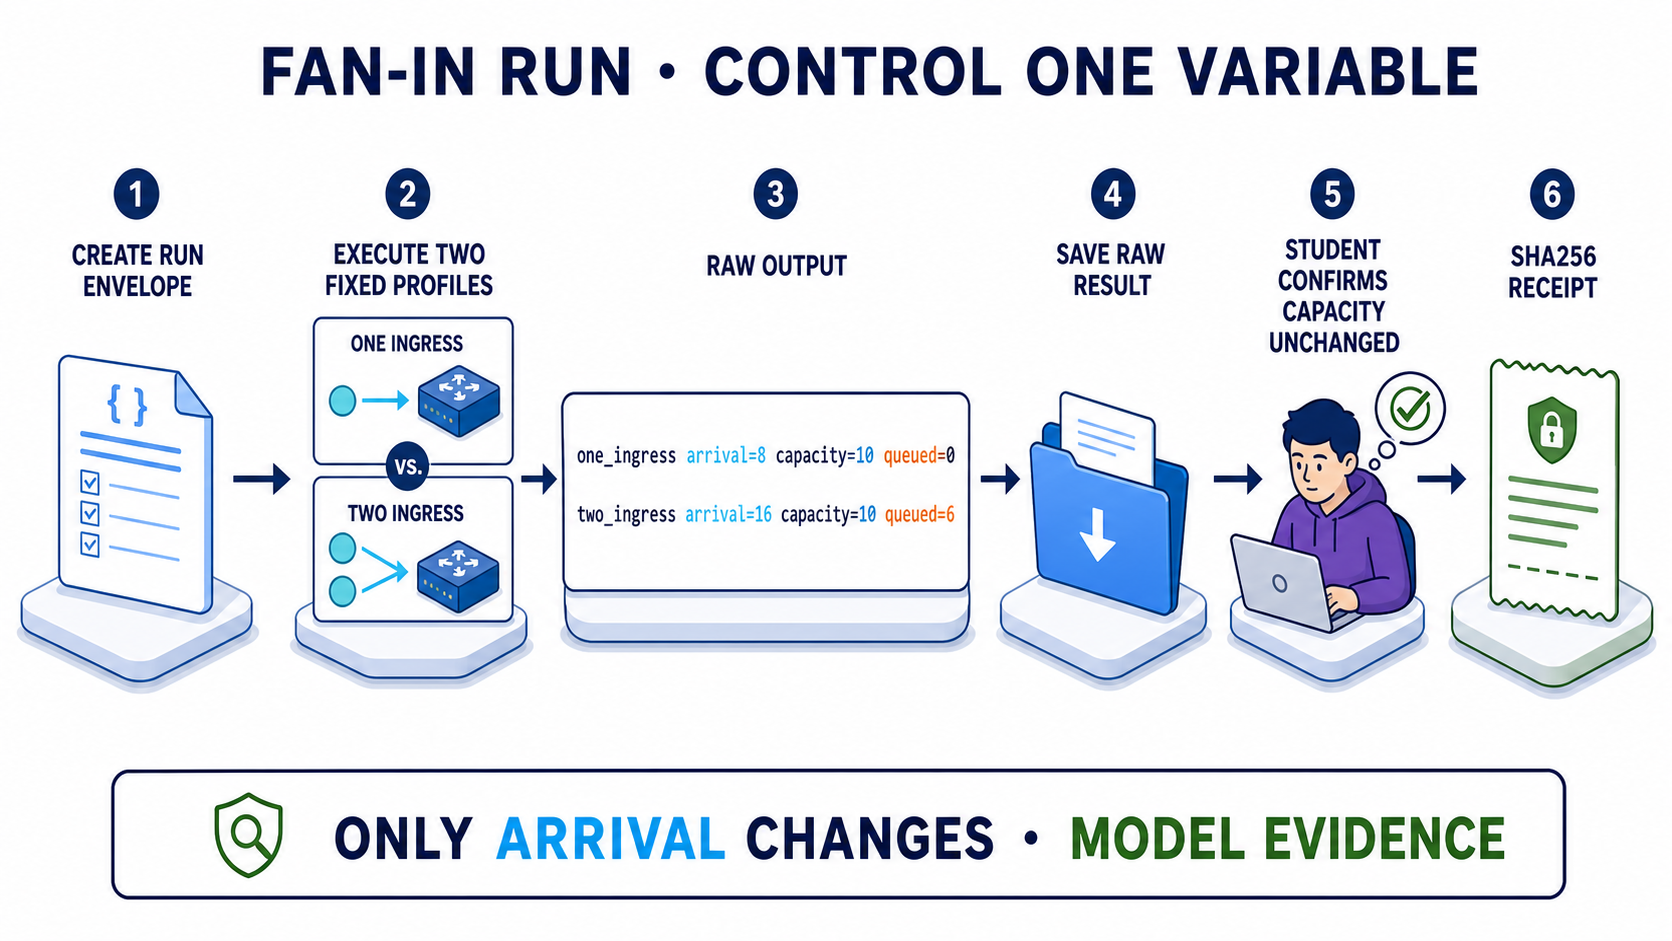 FAN-IN RUN • CONTROL ONE VARIABLE
1
CREATE RUN
ENVELOPE
{ }
2
EXECUTE TWO
FIXED PROFILES
ONE INGRESS
VS.
TWO INGRESS
3
RAW OUTPUT
one_ingress arrival=8 capacity=10 queued=0
two_ingress arrival=16 capacity=10 queued=6
4
SAVE RAW
RESULT
5
STUDENT
CONFIRMS
CAPACITY
UNCHANGED
6
SHA256
RECEIPT
ONLY ARRIVAL CHANGES • MODEL EVIDENCE